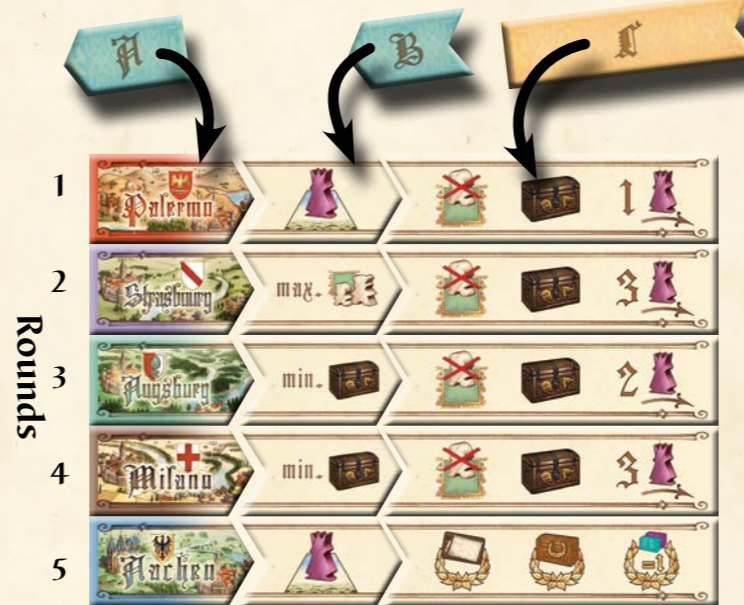 A B C
1 Palermo 1
2 Strasbourg max. 3
3 Augsburg min. 2
4 Milano min. 3
5 Aachen =1
Rounds